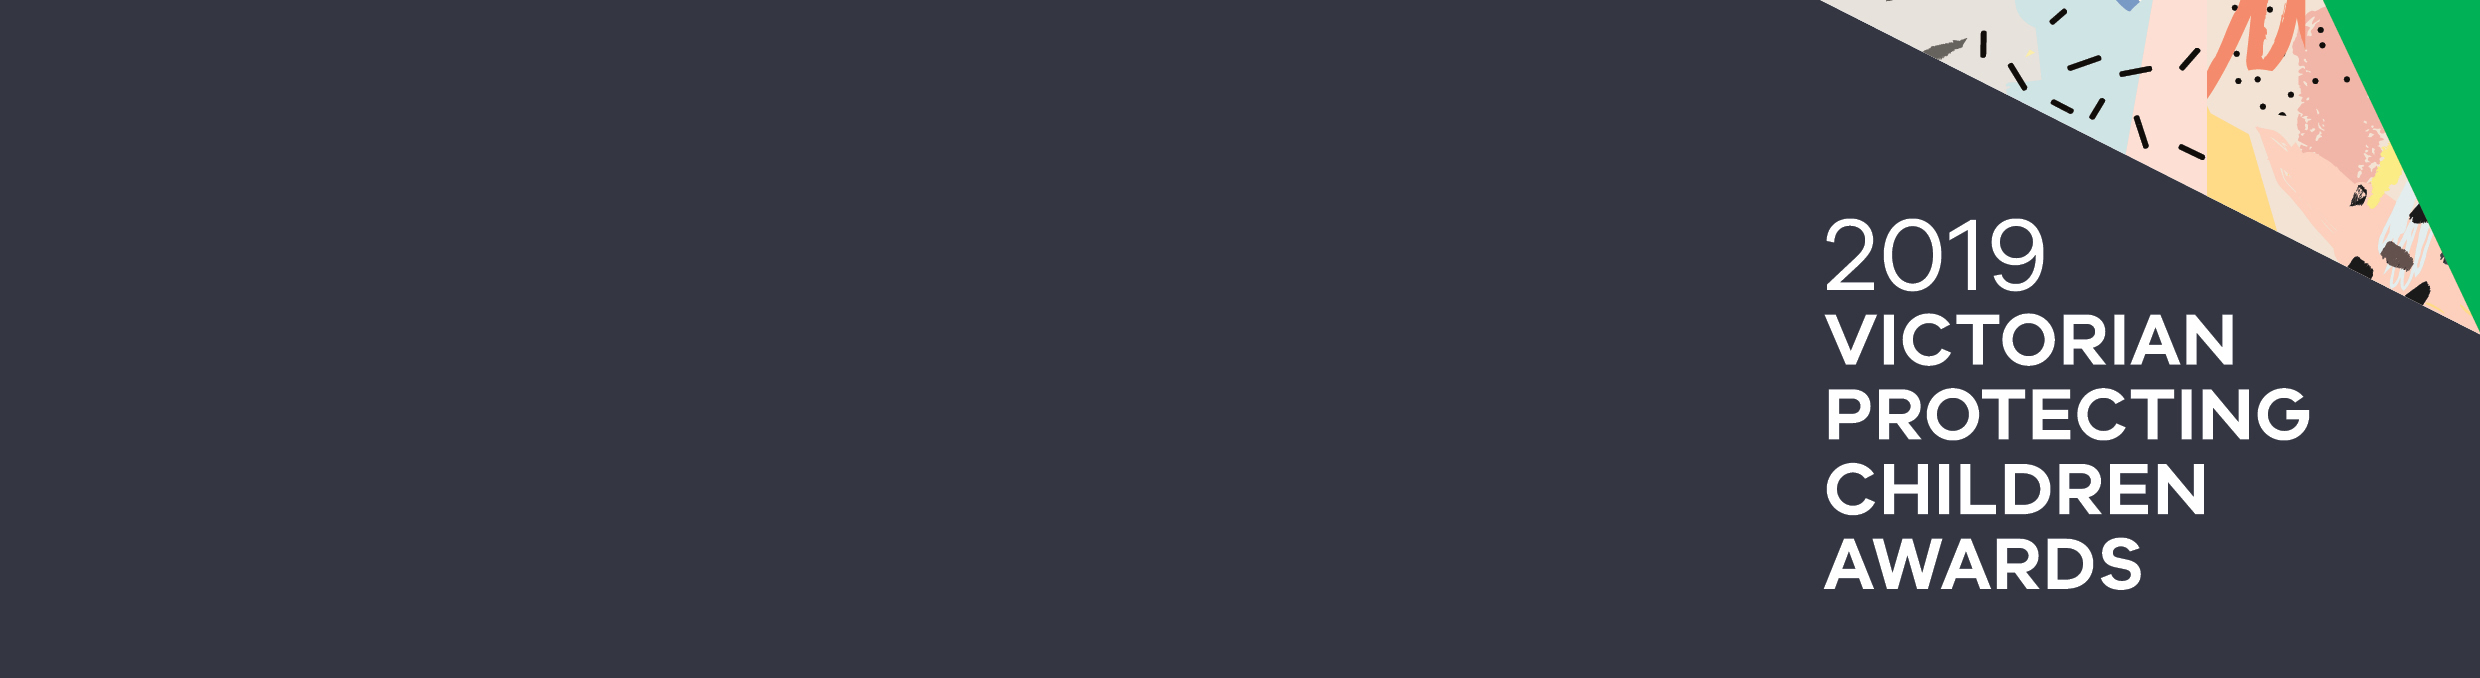 2019
VICTORIAN
PROTECTING
CHILDREN
AWARDS